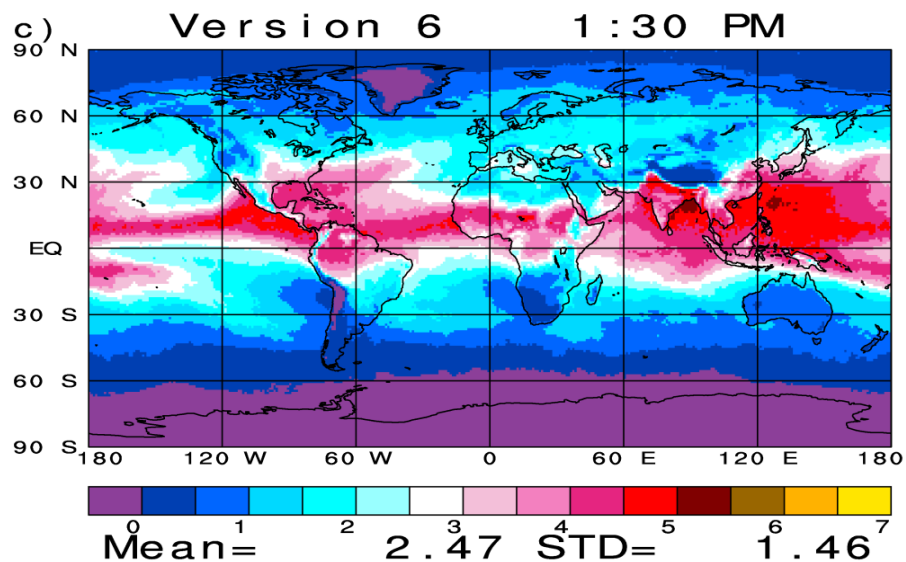 c) Version 6 1:30 PM
90 N
60 N
30 N
EQ
30 S
60 S
90 S
180 120 W 60 W 0 60 E 120 E 180
0 1 2 3 4 5 6 7
Mean= 2.47 STD= 1.46